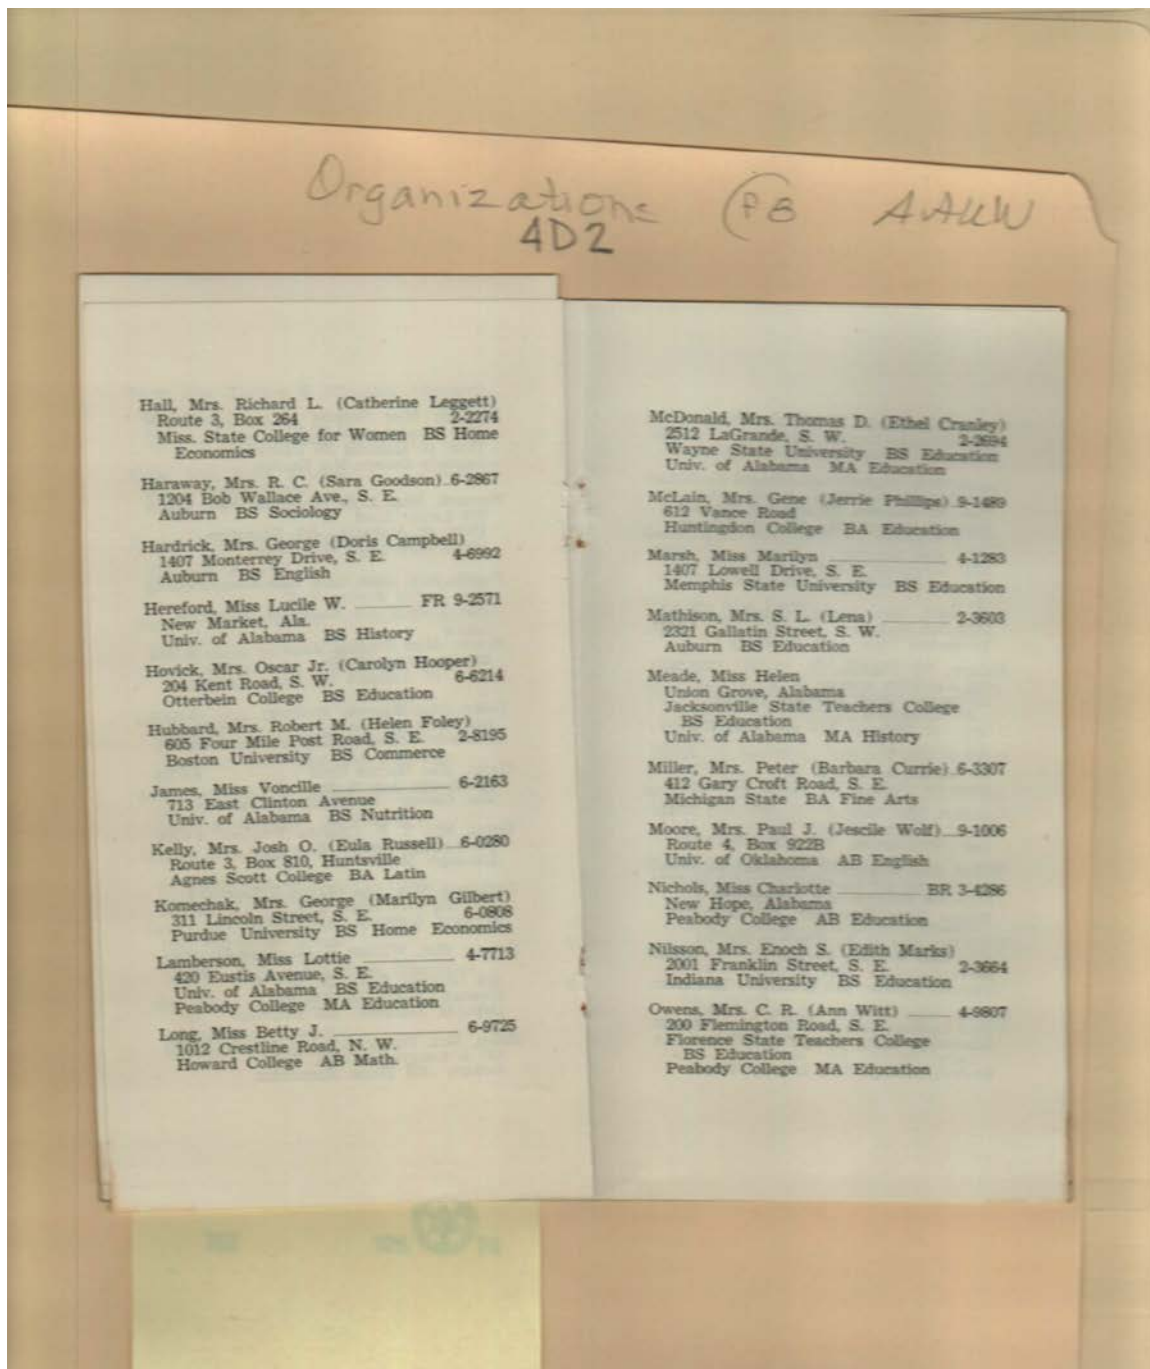 Organizations P8 AAUW
4D2
Hall, Mrs. Richard L. (Catherine Leggett)
Route 3, Box 264 2-2274
Miss. State College for Women BS Home
Economics
Haraway, Mrs. R. C. (Sara Goodson) 6-2867
1204 Bob Wallace Ave., S. E.
Auburn BS Sociology
Hardrick, Mrs. George (Doris Campbell)
1407 Monterrey Drive, S. E. 4-6992
Auburn BS English
Hereford, Miss Lucile W. FR 9-2571
New Market, Ala.
Univ. of Alabama BS History
Hovick, Mrs. Oscar Jr. (Carolyn Hooper)
204 Kent Road, S. W. 6-6214
Otterbein College BS Education
Hubbard, Mrs. Robert M. (Helen Foley)
605 Four Mile Post Road, S. E. 2-8195
Boston University BS Commerce
James, Miss Voncille 6-2163
713 East Clinton Avenue
Univ. of Alabama BS Nutrition
Kelly, Mrs. Josh O. (Eula Russell) 6-0280
Route 3, Box 810, Huntsville
Agnes Scott College BA Latin
Komechak, Mrs. George (Marilyn Gilbert)
311 Lincoln Street, S. E. 6-0808
Purdue University BS Home Economics
Lamberson, Miss Lottie 4-7713
420 Eustis Avenue, S. E.
Univ. of Alabama BS Education
Peabody College MA Education
Long, Miss Betty J. 6-9725
1012 Crestline Road, N. W.
Howard College AB Math.
McDonald, Mrs. Thomas D. (Ethel Cranley)
2512 LaGrande, S. W. 2-2694
Wayne State University BS Education
Univ. of Alabama MA Education
McLain, Mrs. Gene (Jerrie Phillips) 9-1489
612 Vance Road
Huntingdon College BA Education
Marsh, Miss Marilyn 4-1283
1407 Lowell Drive, S. E.
Memphis State University BS Education
Mathison, Mrs. S. L. (Lena) 2-3603
2321 Gallatin Street, S. W.
Auburn BS Education
Meade, Miss Helen
Union Grove, Alabama
Jacksonville State Teachers College
BS Education
Univ. of Alabama MA History
Miller, Mrs. Peter (Barbara Currie) 6-3307
412 Gary Croft Road, S. E.
Michigan State BA Fine Arts
Moore, Mrs. Paul J. (Jescile Wolf) 9-1006
Route 4, Box 922B
Univ. of Oklahoma AB English
Nichols, Miss Charlotte BR 3-4286
New Hope, Alabama
Peabody College AB Education
Nilsson, Mrs. Enoch S. (Edith Marks)
2001 Franklin Street, S. E. 2-3664
Indiana University BS Education
Owens, Mrs. C. R. (Ann Witt) 4-9807
200 Flemington Road, S. E.
Florence State Teachers College
BS Education
Peabody College MA Education